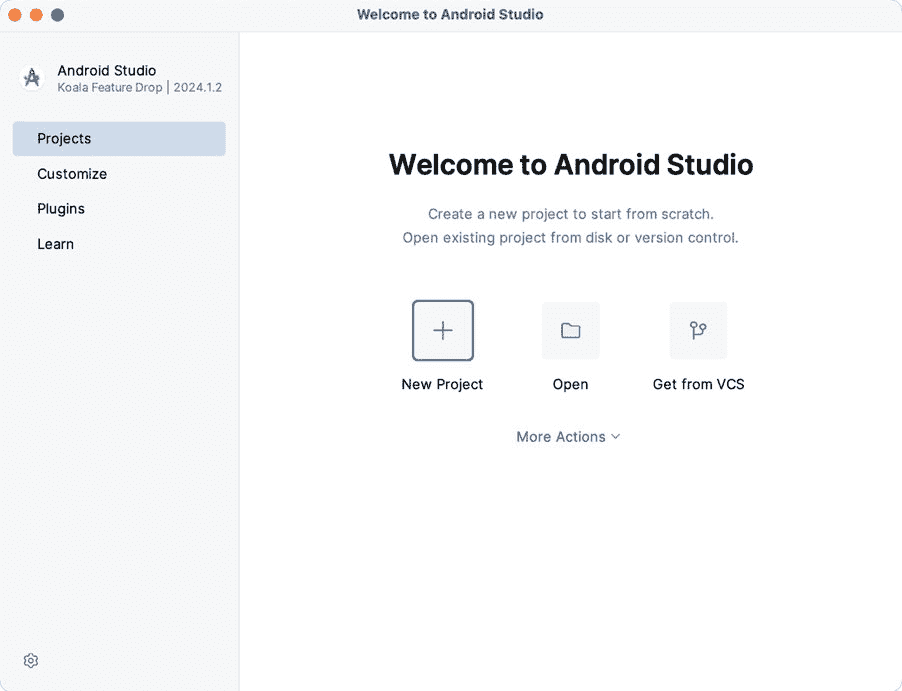 Welcome to Android Studio
Android Studio
Koala Feature Drop | 2024.1.2
Projects
Customize
Plugins
Learn
Welcome to Android Studio
Create a new project to start from scratch.
Open existing project from disk or version control.
New Project
Open
Get from VCS
More Actions